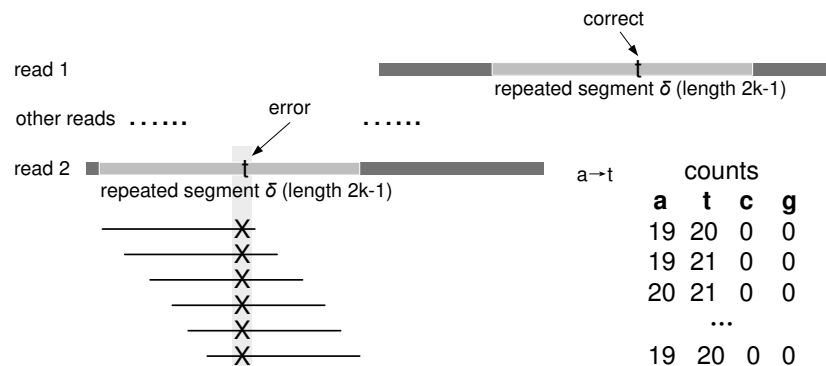 correct
read 1 t
repeated segment δ (length 2k-1)
other reads ...... ......
error
read 2 t
repeated segment δ (length 2k-1)
a→t counts
a t c g
X 19 20 0 0
X 19 21 0 0
X 20 21 0 0
X ...
X
X 19 20 0 0